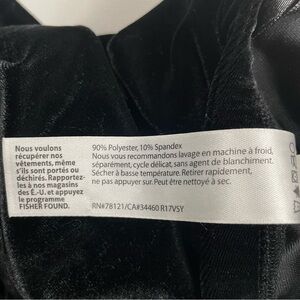 Nous voulons
récupérer nos
vêtements, même
s'ils sont portés ou
déchirés. Rapportez-
les à nos magasins
des É.-U. et appuyez
le programme
FISHER FOUND.
90% Polyester, 10% Spandex
Nous vous recommandons lavage en machine à froid,
séparément, cycle délicat, sans agent de blanchiment.
Sécher à basse température. Retirer rapidement,
ne pas appuyer sur. Peut être nettoyé à sec.
RN#78121/CA#34460 R17VSY